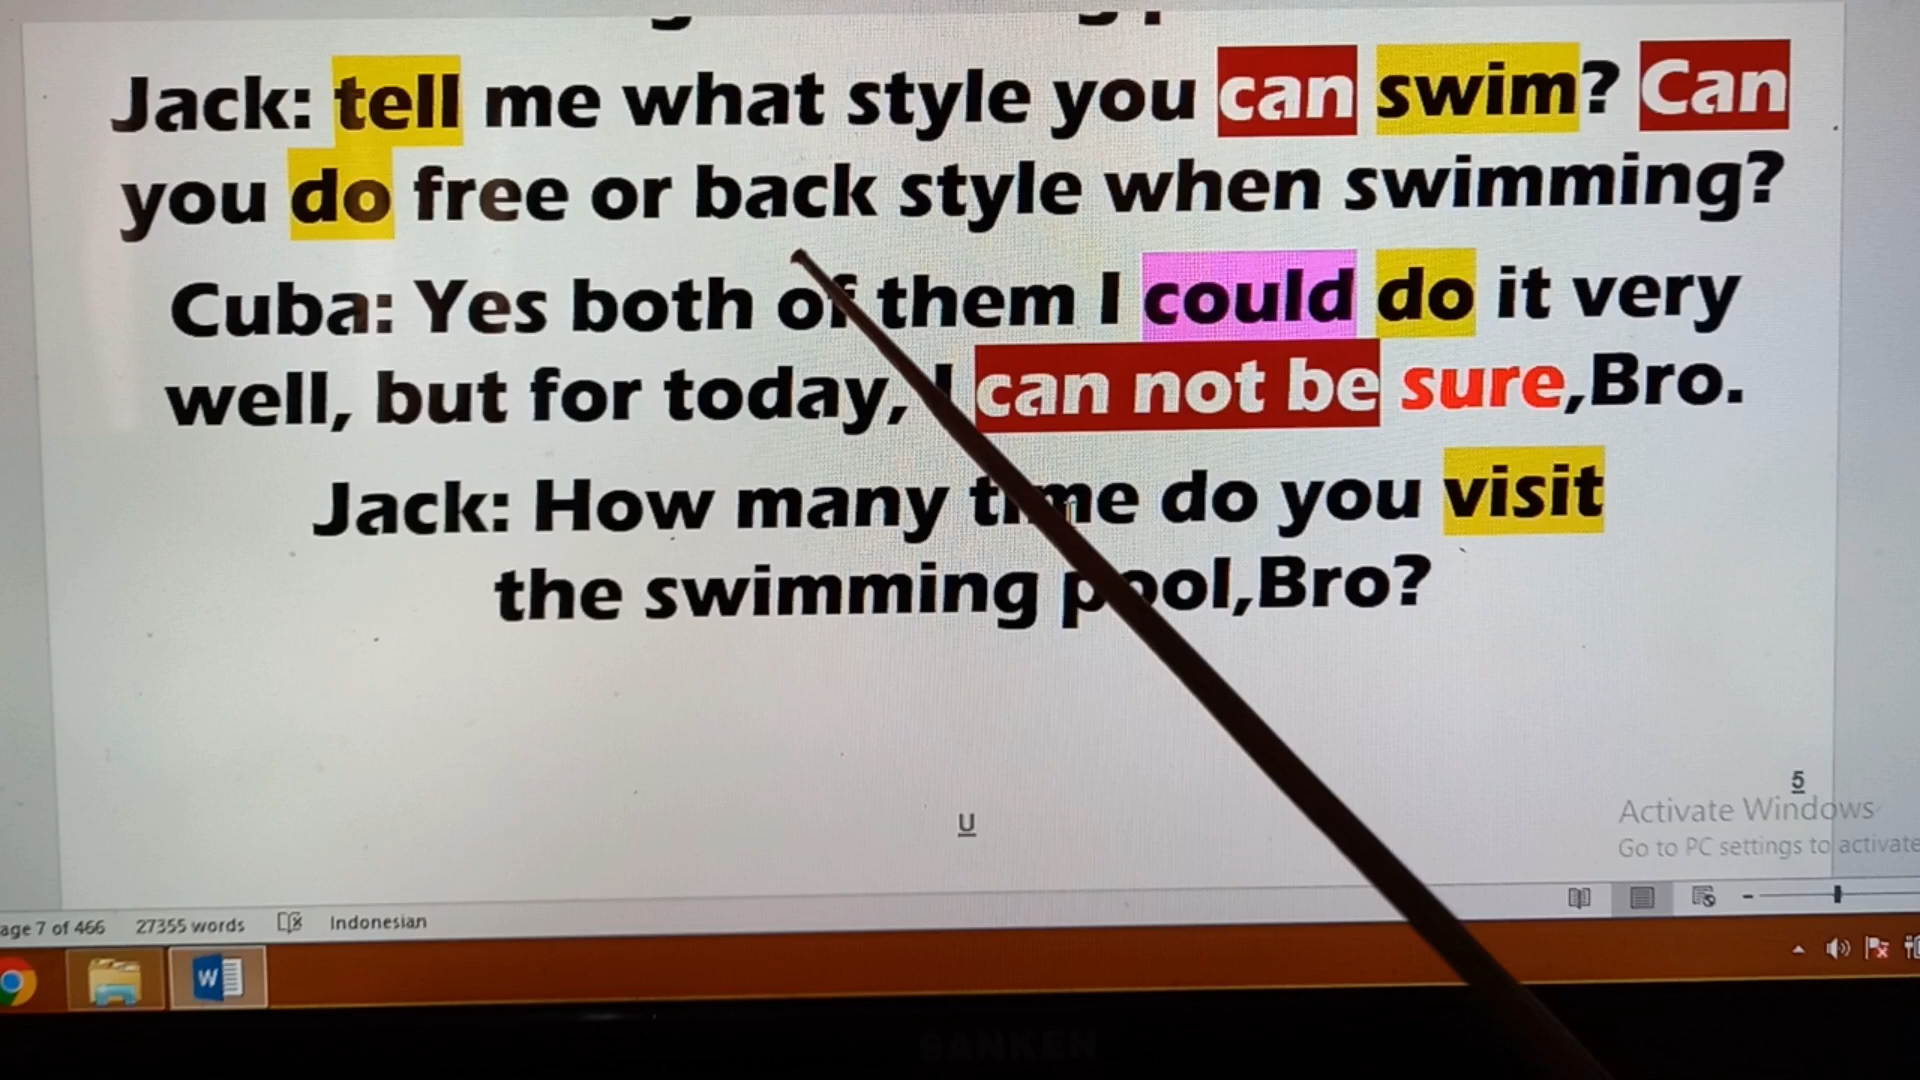 Jack: tell me what style you can swim? Can
you do free or back style when swimming?
Cuba: Yes both of them I could do it very
well, but for today, I can not be sure,Bro.
Jack: How many time do you visit
the swimming pool,Bro?
5
U
Activate Windows
Go to PC settings to activate
age 7 of 466 27355 words Indonesian
W
SANKEN